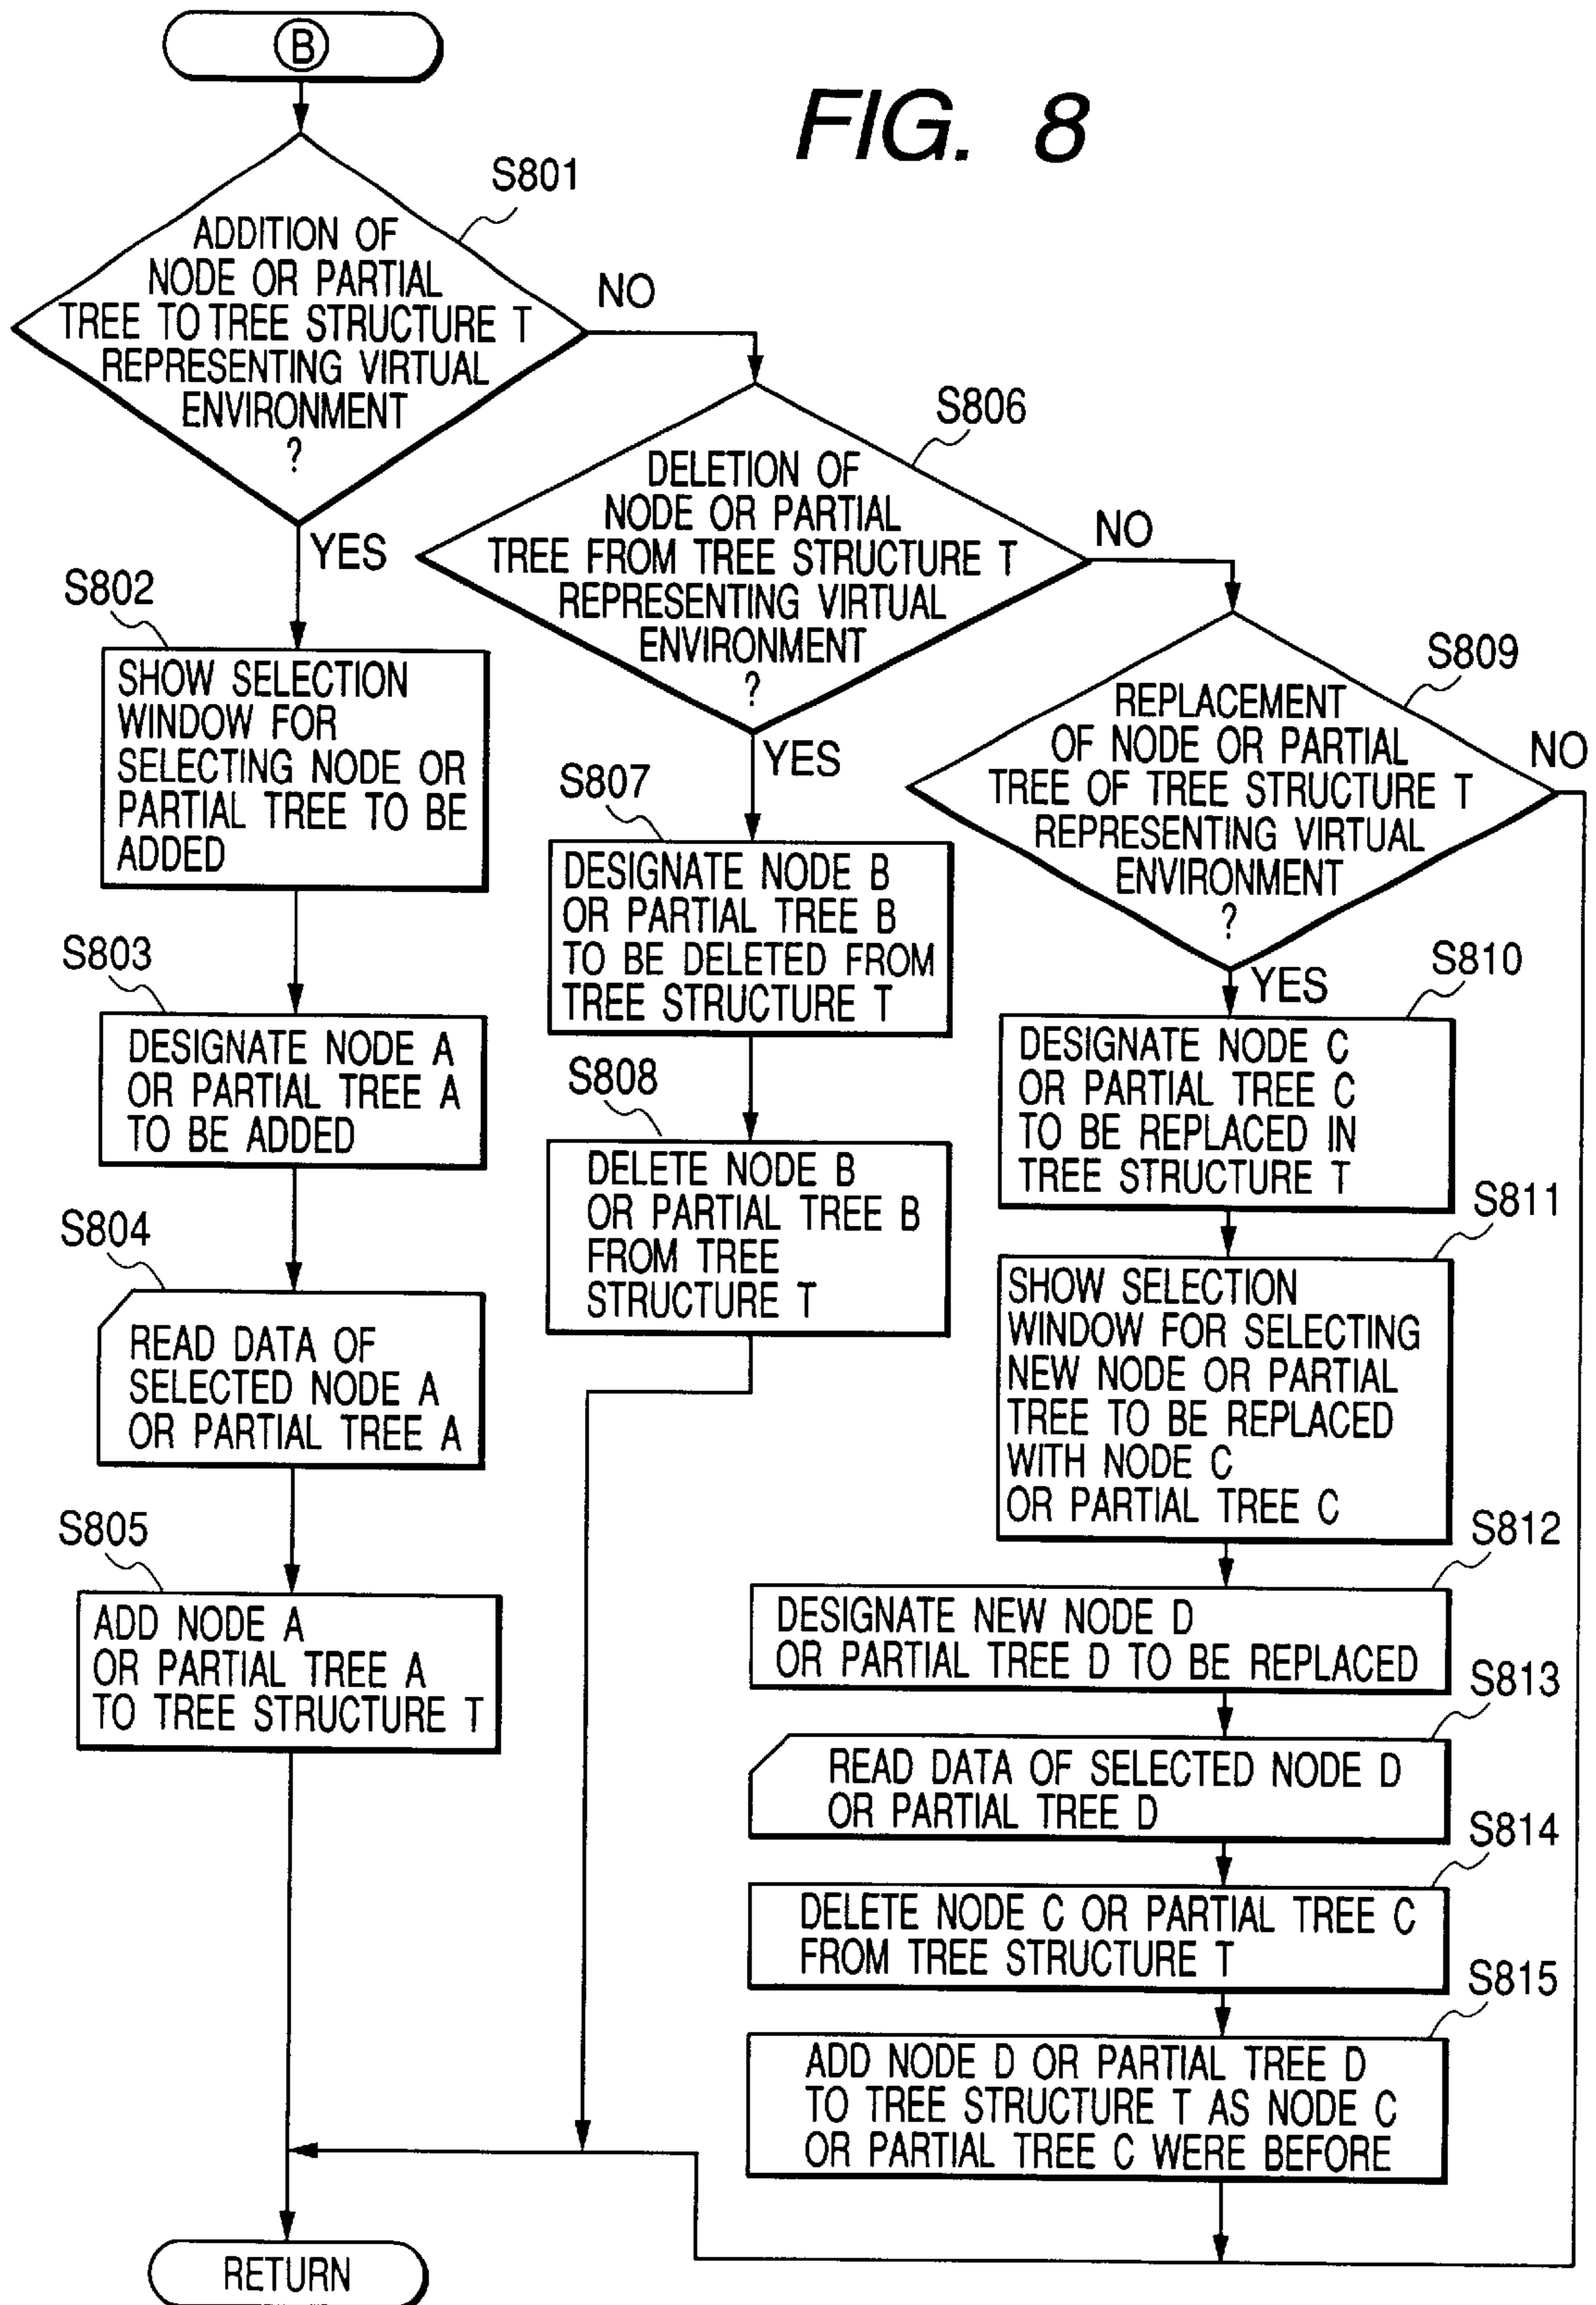 B
FIG. 8
S801
ADDITION OF
NODE OR PARTIAL
TREE TO TREE STRUCTURE T
REPRESENTING VIRTUAL
ENVIRONMENT
?
NO
YES
S802
SHOW SELECTION
WINDOW FOR
SELECTING NODE OR
PARTIAL TREE TO BE
ADDED
S803
DESIGNATE NODE A
OR PARTIAL TREE A
TO BE ADDED
S804
READ DATA OF
SELECTED NODE A
OR PARTIAL TREE A
S805
ADD NODE A
OR PARTIAL TREE A
TO TREE STRUCTURE T
S806
DELETION OF
NODE OR PARTIAL
TREE FROM TREE STRUCTURE T
REPRESENTING VIRTUAL
ENVIRONMENT
?
NO
YES
S807
DESIGNATE NODE B
OR PARTIAL TREE B
TO BE DELETED FROM
TREE STRUCTURE T
S808
DELETE NODE B
OR PARTIAL TREE B
FROM TREE
STRUCTURE T
S809
REPLACEMENT
OF NODE OR PARTIAL
TREE OF TREE STRUCTURE T
REPRESENTING VIRTUAL
ENVIRONMENT
?
NO
YES
S810
DESIGNATE NODE C
OR PARTIAL TREE C
TO BE REPLACED IN
TREE STRUCTURE T
S811
SHOW SELECTION
WINDOW FOR SELECTING
NEW NODE OR PARTIAL
TREE TO BE REPLACED
WITH NODE C
OR PARTIAL TREE C
S812
DESIGNATE NEW NODE D
OR PARTIAL TREE D TO BE REPLACED
S813
READ DATA OF SELECTED NODE D
OR PARTIAL TREE D
S814
DELETE NODE C OR PARTIAL TREE C
FROM TREE STRUCTURE T
S815
ADD NODE D OR PARTIAL TREE D
TO TREE STRUCTURE T AS NODE C
OR PARTIAL TREE C WERE BEFORE
RETURN